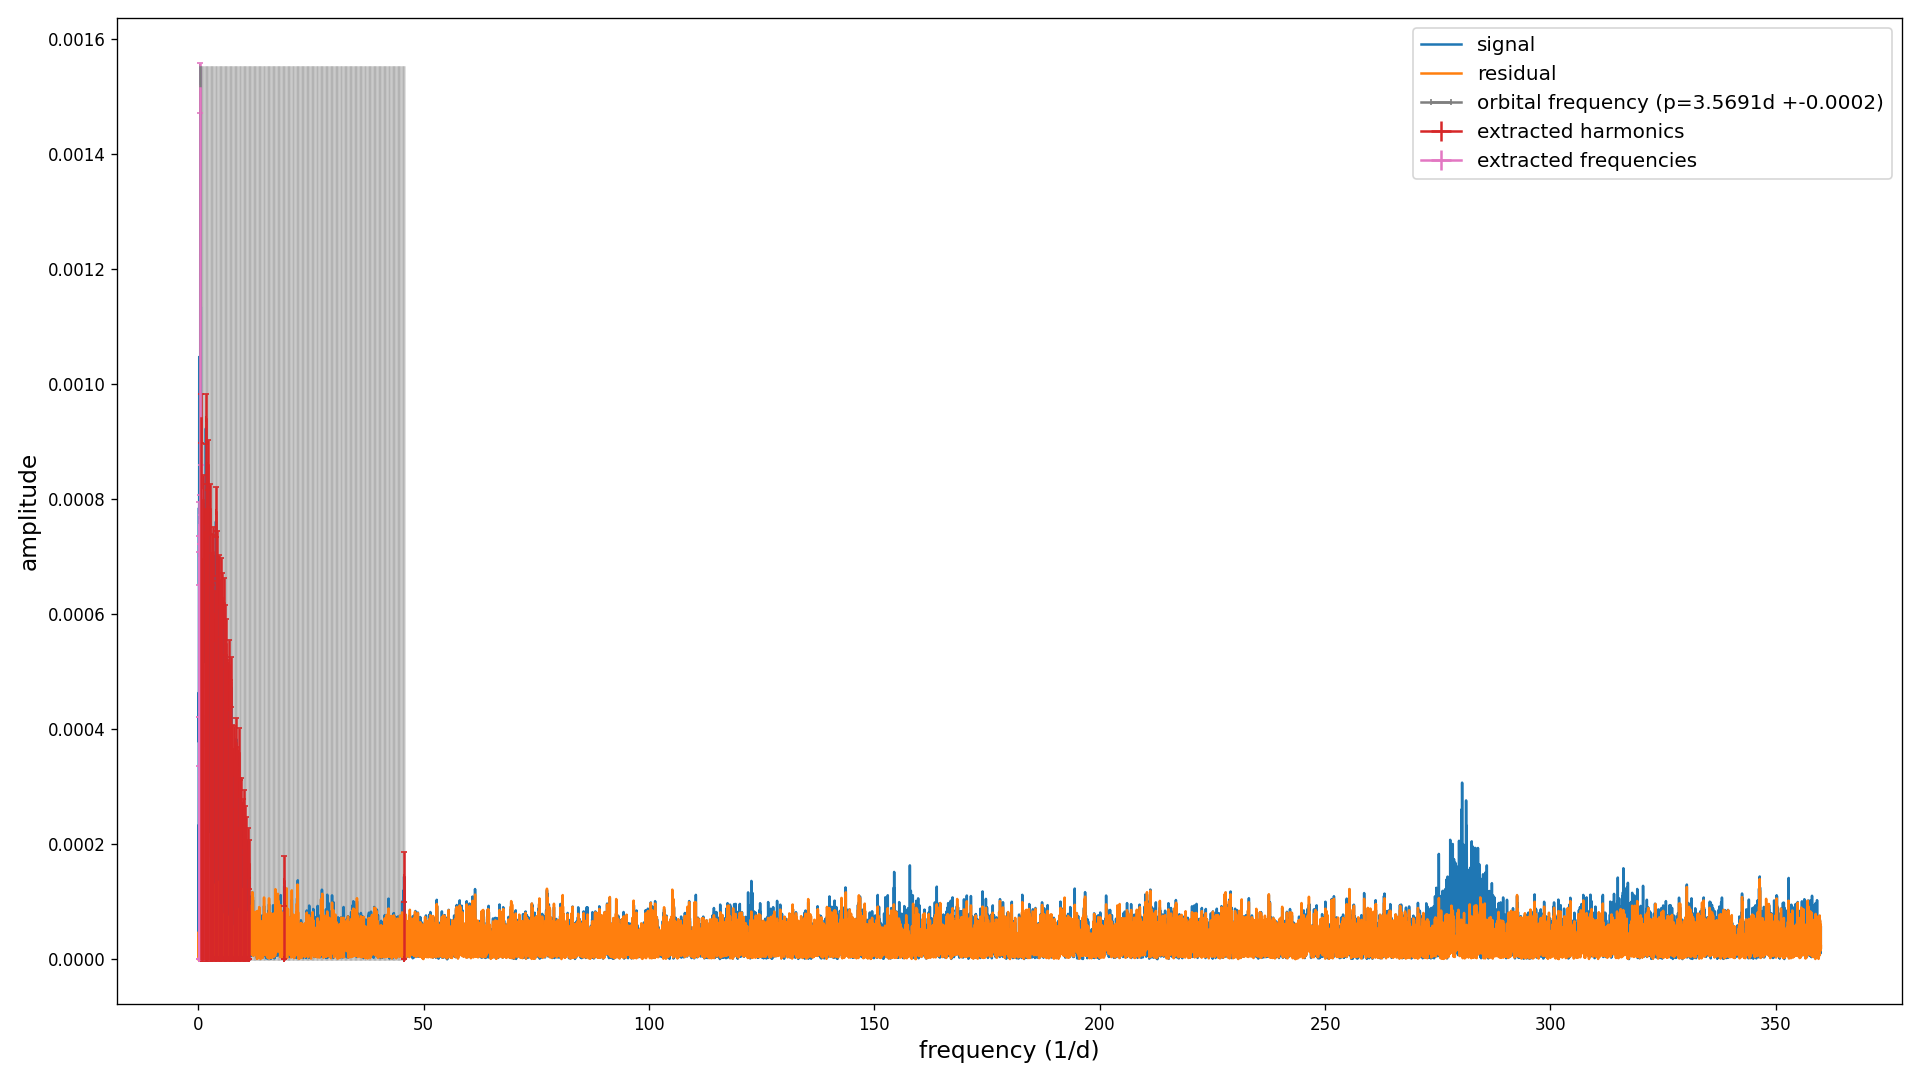 signal
residual
orbital frequency (p=3.5691d +-0.0002)
extracted harmonics
extracted frequencies
0.0016
0.0014
0.0012
0.0010
0.0008
0.0006
0.0004
0.0002
0.0000
amplitude
0 50 100 150 200 250 300 350
frequency (1/d)